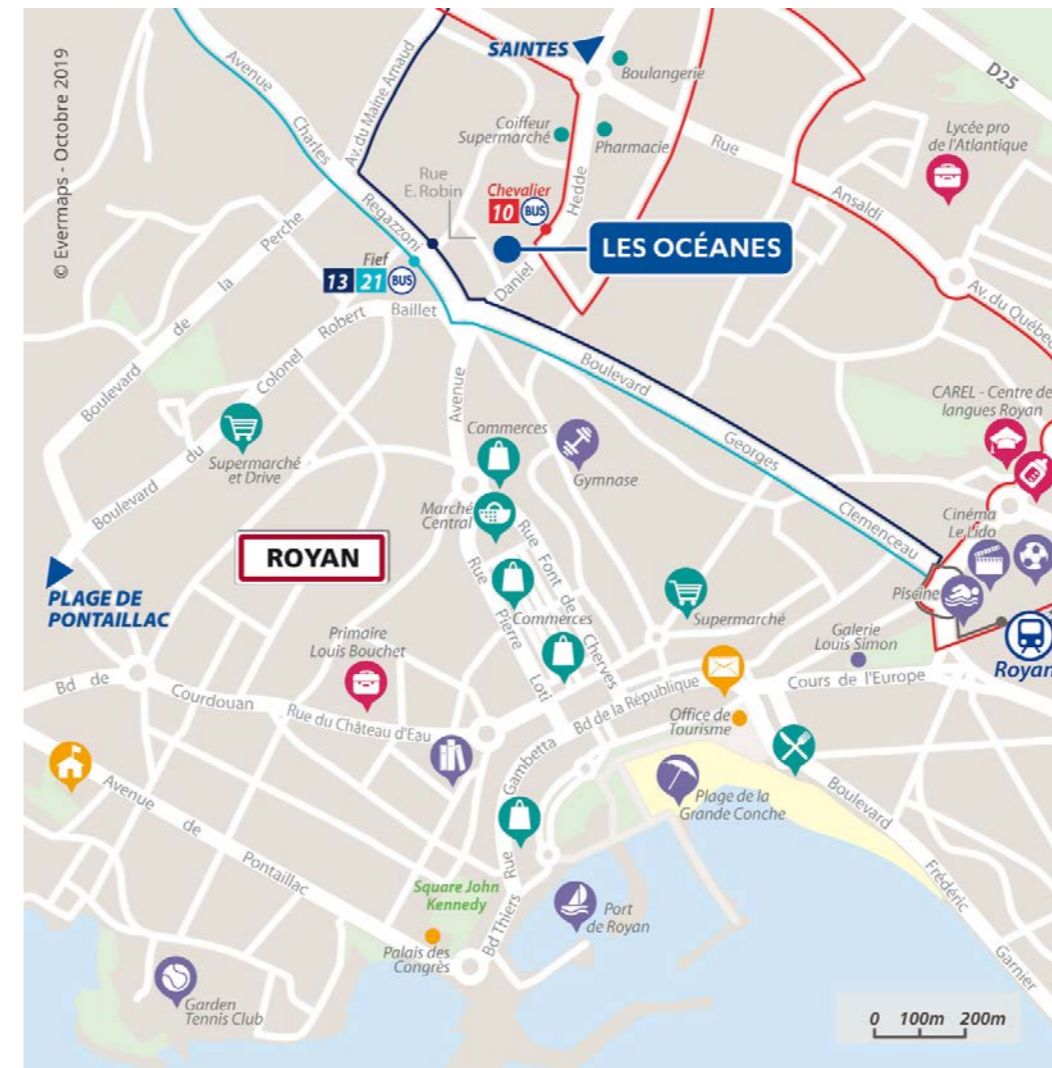 © Evermaps - Octobre 2019
SAINTES
Boulangerie
D25
Avenue
Charles
Regazzoni
Av. du Maine Arnaud
Coiffeur
Supermarché
Pharmacie
Rue
Ansaldi
Lycée pro
de l'Atlantique
Rue
E. Robin
Chevalier
10 BUS
Hedde
Daniel
LES OCÉANES
Fief
13 21 BUS
Boulevard
de
la
Perche
Boulevard
du
Colonel
Robert
Baillet
Av. du Québec
Avenue
Boulevard
Georges
Clemenceau
CAREL - Centre de
langues Royan
Commerces
Supermarché
et Drive
Gymnase
Marché
Central
Cinéma
Le Lido
ROYAN
Rue
Font
de
Cherves
Rue
Pierre
Loti
PLAGE DE
PONTAILLAC
Commerces
Supermarché
Piscine
Primaire
Louis Bouchet
Galerie
Louis Simon
Royan
Bd de
Courdouan
Rue du Château d'Eau
Bd de la République
Cours de l'Europe
Office de
Tourisme
Rue
Gambetta
Plage de la
Grande Conche
Avenue
de
Pontaillac
Boulevard
Frédéric
Garnier
Square John
Kennedy
Bd Thiers
Port
de Royan
Palais des
Congrès
Garden
Tennis Club
0 100m 200m